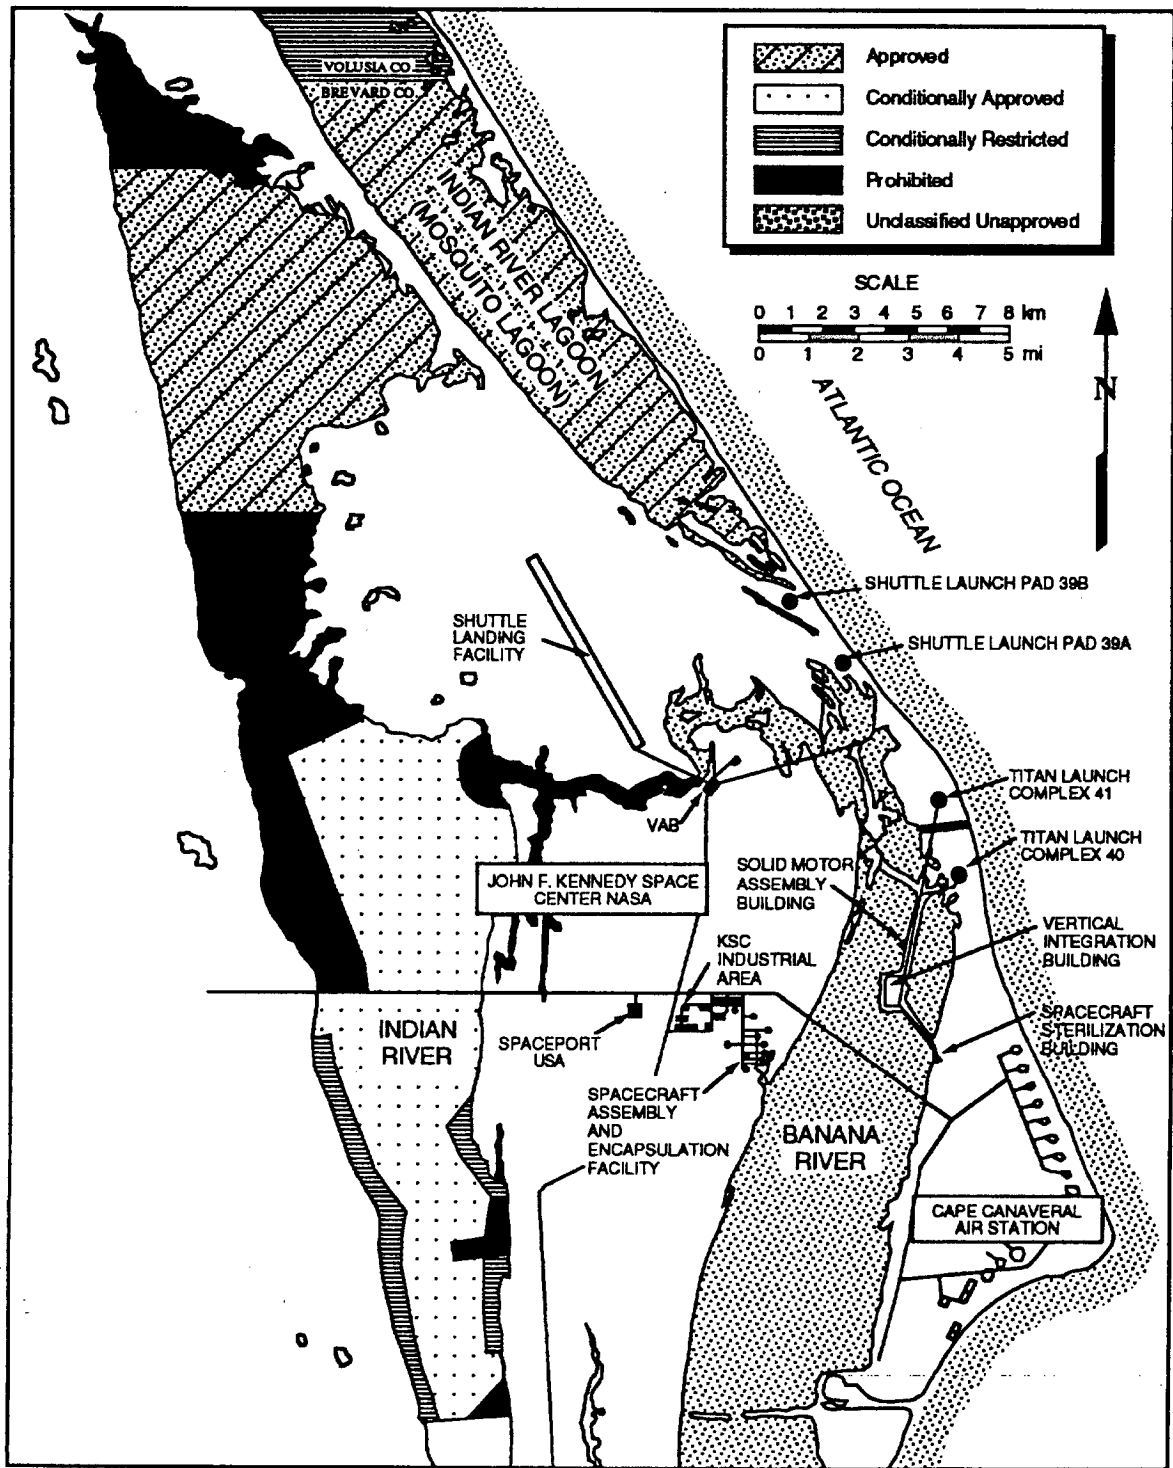 VOLUSIA CO
BREVARD CO
Approved
Conditionally Approved
Conditionally Restricted
Prohibited
Unclassified Unapproved
SCALE
0 1 2 3 4 5 6 7 8 km
0 1 2 3 4 5 mi
N
INDIAN RIVER LAGOON
(MOSQUITO LAGOON)
ATLANTIC OCEAN
SHUTTLE LAUNCH PAD 39B
SHUTTLE LAUNCH PAD 39A
SHUTTLE
LANDING
FACILITY
TITAN LAUNCH
COMPLEX 41
VAB
TITAN LAUNCH
COMPLEX 40
SOLID MOTOR
ASSEMBLY
BUILDING
JOHN F. KENNEDY SPACE
CENTER NASA
VERTICAL
INTEGRATION
BUILDING
KSC
INDUSTRIAL
AREA
INDIAN
RIVER
SPACEPORT
USA
SPACECRAFT
STERILIZATION
BUILDING
SPACECRAFT
ASSEMBLY
AND
ENCAPSULATION
FACILITY
BANANA
RIVER
CAPE CANAVERAL
AIR STATION